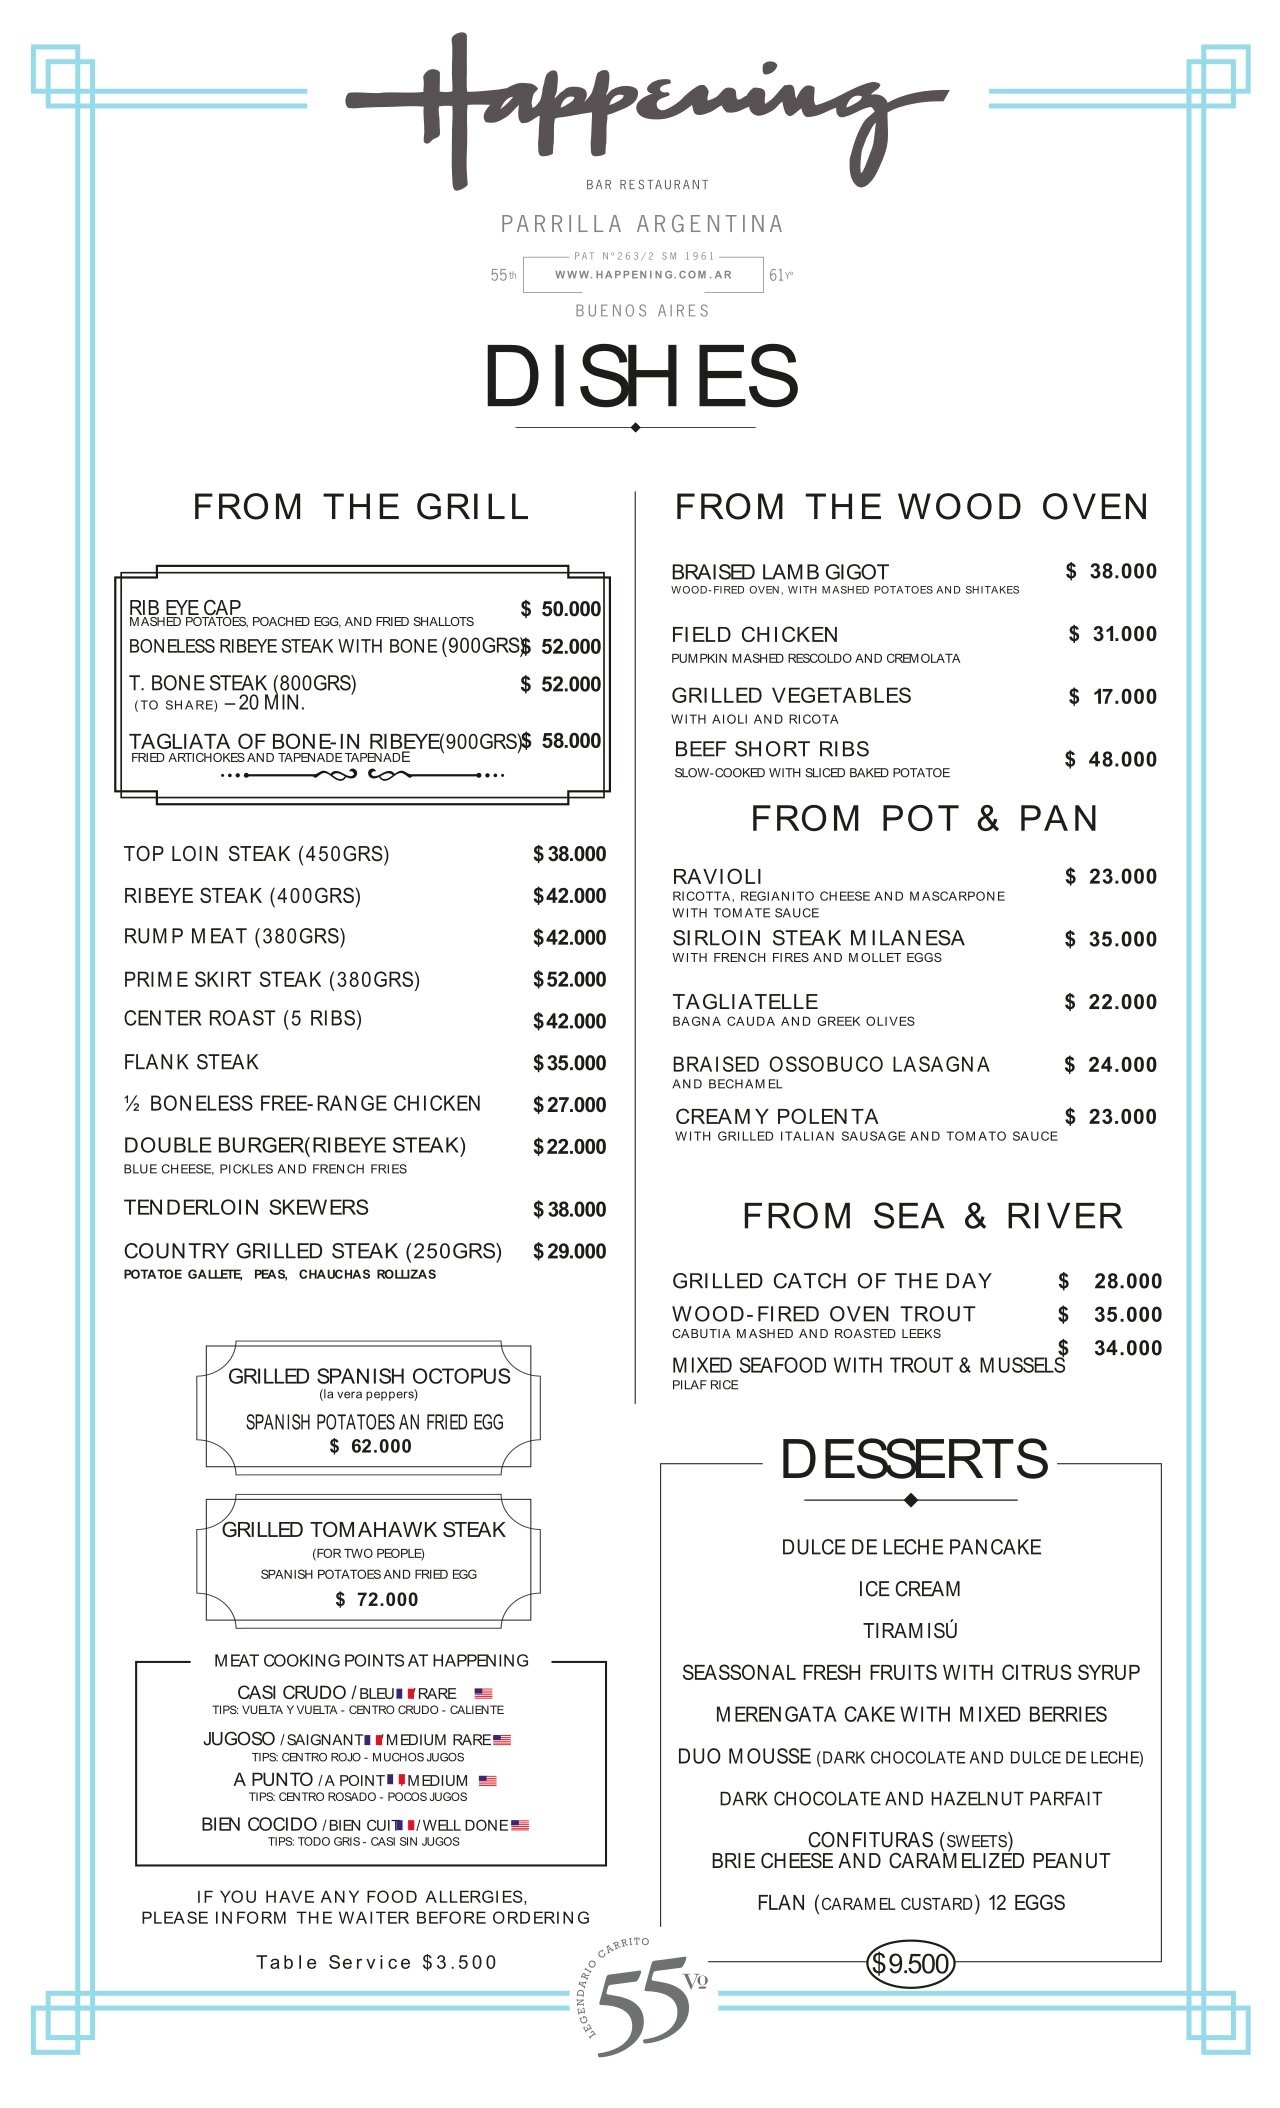 Happening
BAR RESTAURANT
PARRILLA ARGENTINA
PAT Nº263/2 SM 1961
55th WWW.HAPPENING.COM.AR 61Yº
BUENOS AIRES
DISHES
FROM THE GRILL
RIB EYE CAP $ 50.000
MASHED POTATOES, POACHED EGG, AND FRIED SHALLOTS
BONELESS RIBEYE STEAK WITH BONE (900GRS) $ 52.000
T. BONE STEAK (800GRS) $ 52.000
(TO SHARE) – 20 MIN.
TAGLIATA OF BONE-IN RIBEYE(900GRS) $ 58.000
FRIED ARTICHOKES AND TAPENADE TAPENADE
TOP LOIN STEAK (450GRS) $ 38.000
RIBEYE STEAK (400GRS) $ 42.000
RUMP MEAT (380GRS) $ 42.000
PRIME SKIRT STEAK (380GRS) $ 52.000
CENTER ROAST (5 RIBS) $ 42.000
FLANK STEAK $ 35.000
½ BONELESS FREE-RANGE CHICKEN $ 27.000
DOUBLE BURGER(RIBEYE STEAK) $ 22.000
BLUE CHEESE, PICKLES AND FRENCH FRIES
TENDERLOIN SKEWERS $ 38.000
COUNTRY GRILLED STEAK (250GRS) $ 29.000
POTATOE GALLETE, PEAS, CHAUCHAS ROLLIZAS
GRILLED SPANISH OCTOPUS
(la vera peppers)
SPANISH POTATOES AN FRIED EGG
$ 62.000
GRILLED TOMAHAWK STEAK
(FOR TWO PEOPLE)
SPANISH POTATOES AND FRIED EGG
$ 72.000
MEAT COOKING POINTS AT HAPPENING
CASI CRUDO / BLEU / RARE
TIPS: VUELTA Y VUELTA - CENTRO CRUDO - CALIENTE
JUGOSO / SAIGNANT / MEDIUM RARE
TIPS: CENTRO ROJO - MUCHOS JUGOS
A PUNTO / A POINT / MEDIUM
TIPS: CENTRO ROSADO - POCOS JUGOS
BIEN COCIDO / BIEN CUIT / WELL DONE
TIPS: TODO GRIS - CASI SIN JUGOS
IF YOU HAVE ANY FOOD ALLERGIES,
PLEASE INFORM THE WAITER BEFORE ORDERING
Table Service $3.500
FROM THE WOOD OVEN
BRAISED LAMB GIGOT $ 38.000
WOOD-FIRED OVEN, WITH MASHED POTATOES AND SHITAKES
FIELD CHICKEN $ 31.000
PUMPKIN MASHED RESCOLDO AND CREMOLATA
GRILLED VEGETABLES $ 17.000
WITH AIOLI AND RICOTA
BEEF SHORT RIBS $ 48.000
SLOW-COOKED WITH SLICED BAKED POTATOE
FROM POT & PAN
RAVIOLI $ 23.000
RICOTTA, REGIANITO CHEESE AND MASCARPONE
WITH TOMATE SAUCE
SIRLOIN STEAK MILANESA $ 35.000
WITH FRENCH FIRES AND MOLLET EGGS
TAGLIATELLE $ 22.000
BAGNA CAUDA AND GREEK OLIVES
BRAISED OSSOBUCO LASAGNA $ 24.000
AND BECHAMEL
CREAMY POLENTA $ 23.000
WITH GRILLED ITALIAN SAUSAGE AND TOMATO SAUCE
FROM SEA & RIVER
GRILLED CATCH OF THE DAY $ 28.000
WOOD-FIRED OVEN TROUT $ 35.000
CABUTIA MASHED AND ROASTED LEEKS
MIXED SEAFOOD WITH TROUT & MUSSELS $ 34.000
PILAF RICE
DESSERTS
DULCE DE LECHE PANCAKE
ICE CREAM
TIRAMISÚ
SEASSONAL FRESH FRUITS WITH CITRUS SYRUP
MERENGATA CAKE WITH MIXED BERRIES
DUO MOUSSE (DARK CHOCOLATE AND DULCE DE LECHE)
DARK CHOCOLATE AND HAZELNUT PARFAIT
CONFITURAS (SWEETS)
BRIE CHEESE AND CARAMELIZED PEANUT
FLAN (CARAMEL CUSTARD) 12 EGGS
$9.500
LEGENDARIO CARRITO
55 Vº